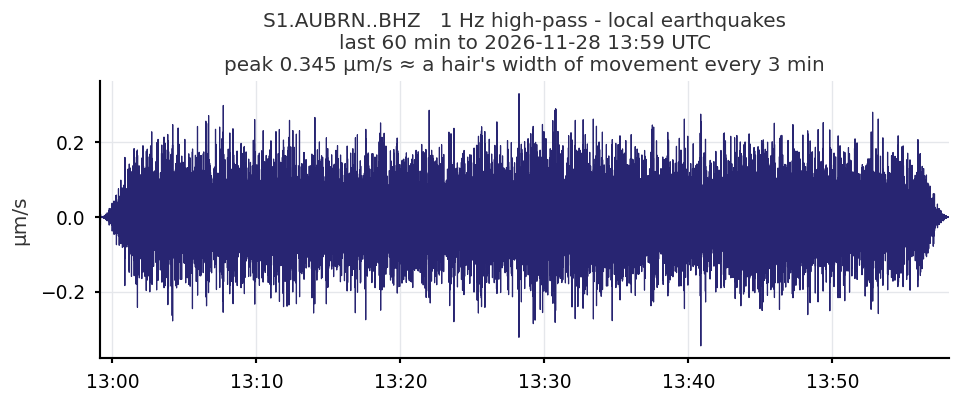 S1.AUBRN..BHZ   1 Hz high-pass - local earthquakes
last 60 min to 2026-11-28 13:59 UTC
peak 0.345 µm/s ≈ a hair's width of movement every 3 min
µm/s
0.2
0.0
−0.2
13:00 13:10 13:20 13:30 13:40 13:50